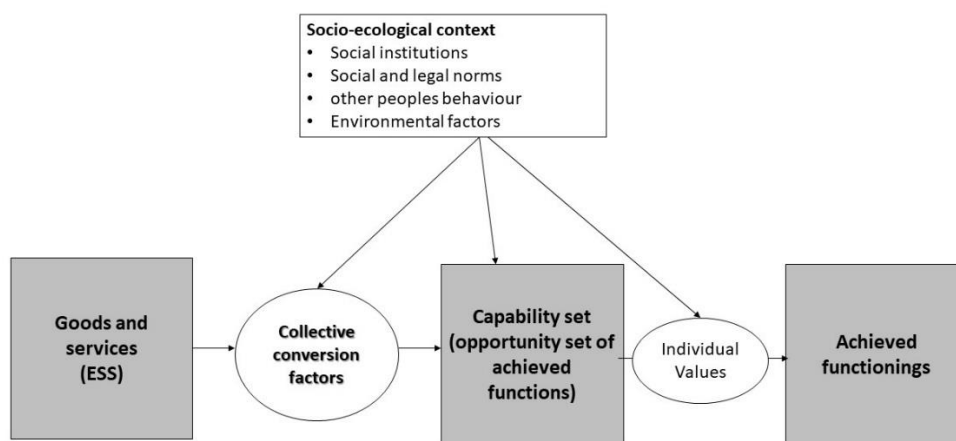 Socio-ecological context
• Social institutions
• Social and legal norms
• other peoples behaviour
• Environmental factors
Goods and
services
(ESS)
Collective
conversion
factors
Capability set
(opportunity set of
achieved
functions)
Individual
Values
Achieved
functionings